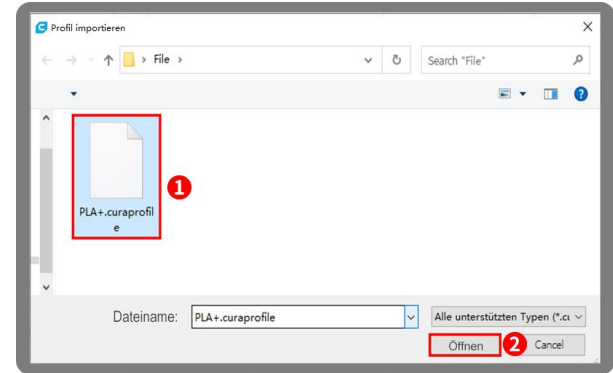 Profil importieren
File
Search "File"
1
PLA+.curaprofil
e
Dateiname:
PLA+.curaprofile
Alle unterstützten Typen (*.cu
Öffnen
2
Cancel